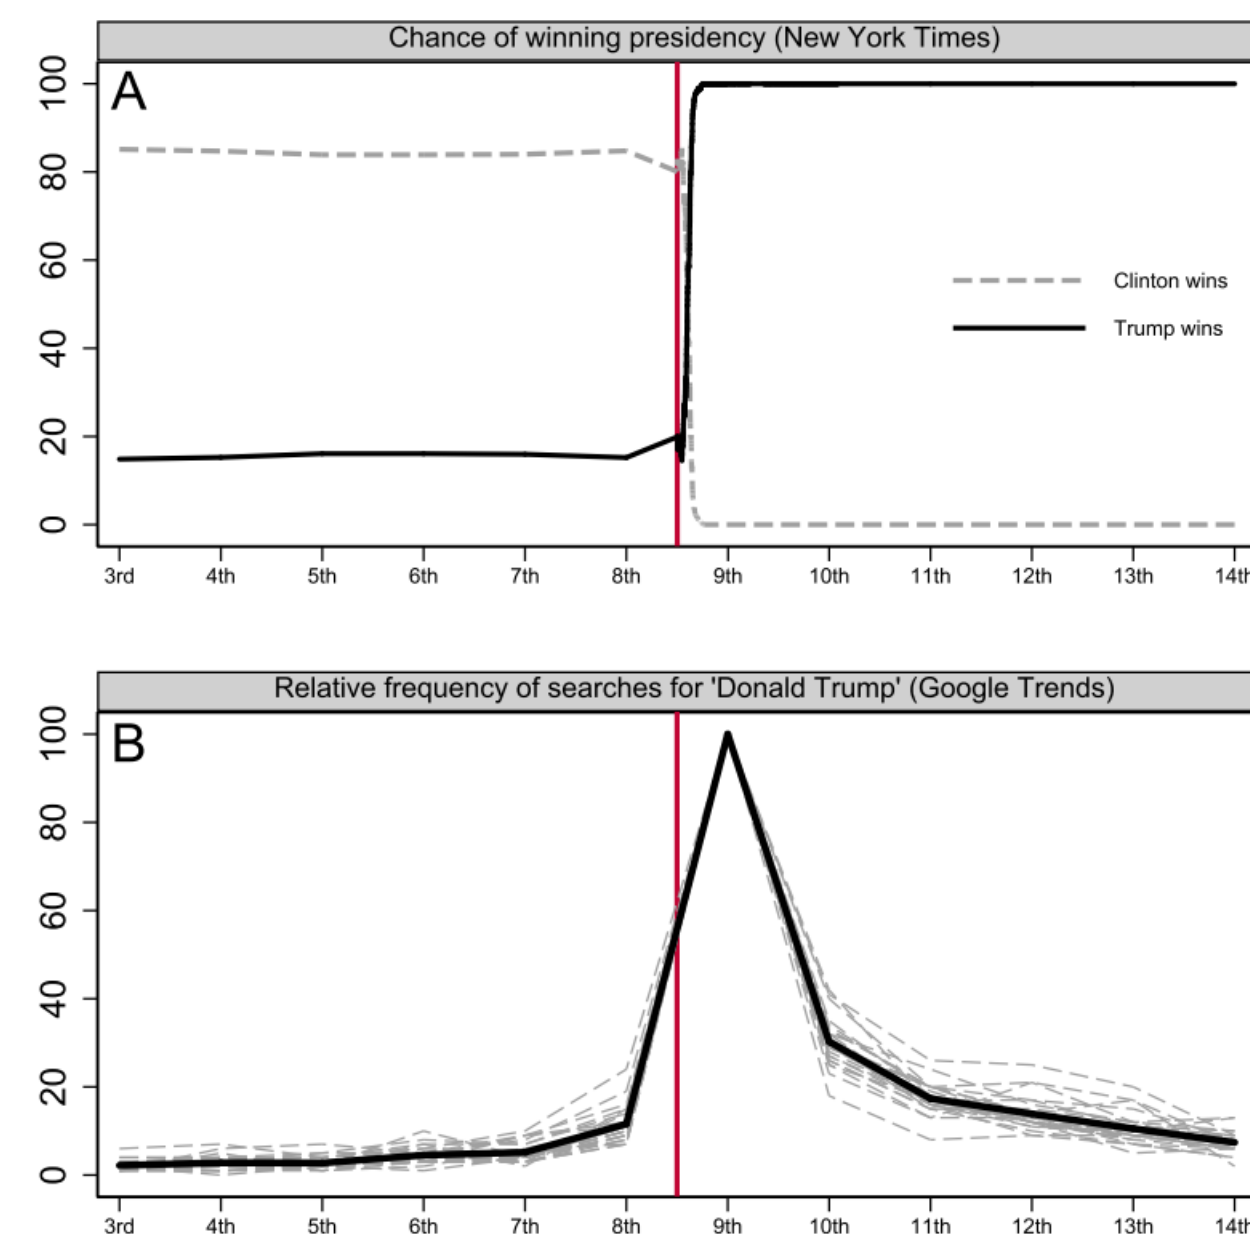 Chance of winning presidency (New York Times)
A
100
80
60
40
20
0
Clinton wins
Trump wins
3rd 4th 5th 6th 7th 8th 9th 10th 11th 12th 13th 14th
Relative frequency of searches for 'Donald Trump' (Google Trends)
B
100
80
60
40
20
0
3rd 4th 5th 6th 7th 8th 9th 10th 11th 12th 13th 14th